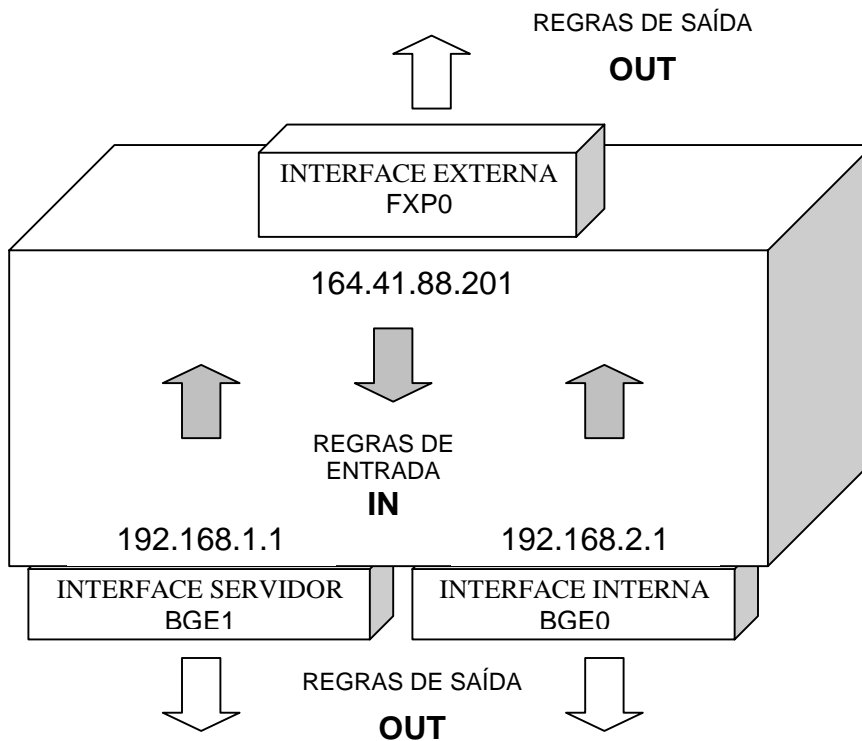 REGRAS DE SAÍDA
OUT
INTERFACE EXTERNA
FXP0
164.41.88.201
REGRAS DE
ENTRADA
IN
192.168.1.1
192.168.2.1
INTERFACE SERVIDOR
BGE1
INTERFACE INTERNA
BGE0
REGRAS DE SAÍDA
OUT